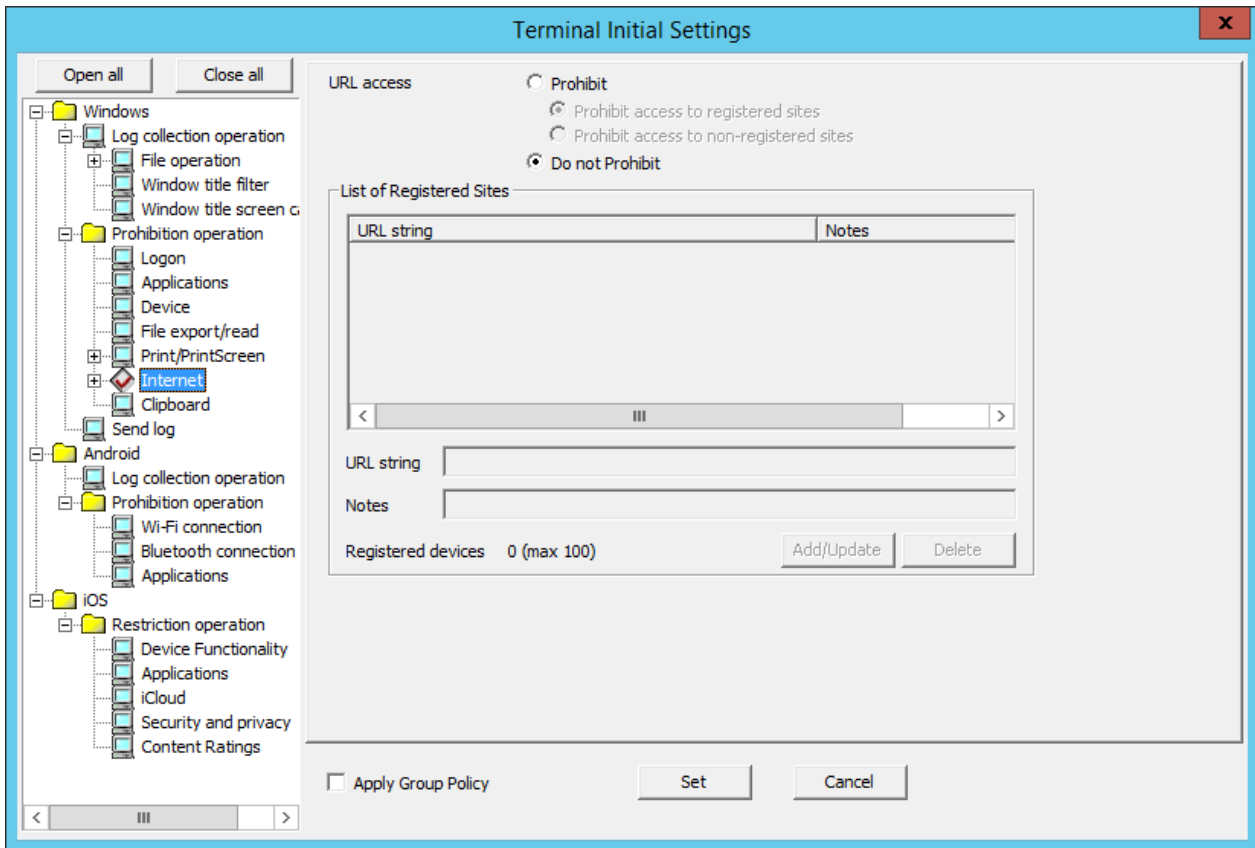 Terminal Initial Settings
x
Open all
Close all
Windows
Log collection operation
File operation
Window title filter
Window title screen ca
Prohibition operation
Logon
Applications
Device
File export/read
Print/PrintScreen
Internet
Clipboard
Send log
Android
Log collection operation
Prohibition operation
Wi-Fi connection
Bluetooth connection
Applications
iOS
Restriction operation
Device Functionality
Applications
iCloud
Security and privacy
Content Ratings
URL access
Prohibit
Prohibit access to registered sites
Prohibit access to non-registered sites
Do not Prohibit
List of Registered Sites
URL string Notes
URL string
Notes
Registered devices 0 (max 100)
Add/Update
Delete
Apply Group Policy
Set
Cancel